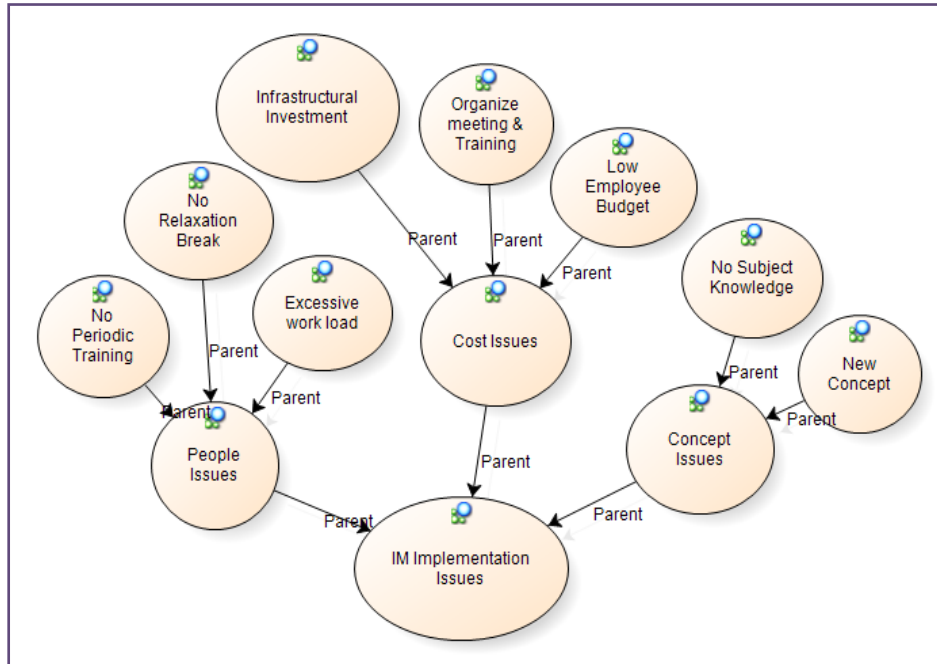 Infrastructural
Investment
Organize
meeting &
Training
Low
Employee
Budget
No
Relaxation
Break
No Subject
Knowledge
No
Periodic
Training
Excessive
work load
Cost Issues
New
Concept
Parent
Parent
Parent
Parent
Parent
Parent
Parent
Parent
People
Issues
Concept
Issues
Parent
Parent
Parent
IM Implementation
Issues